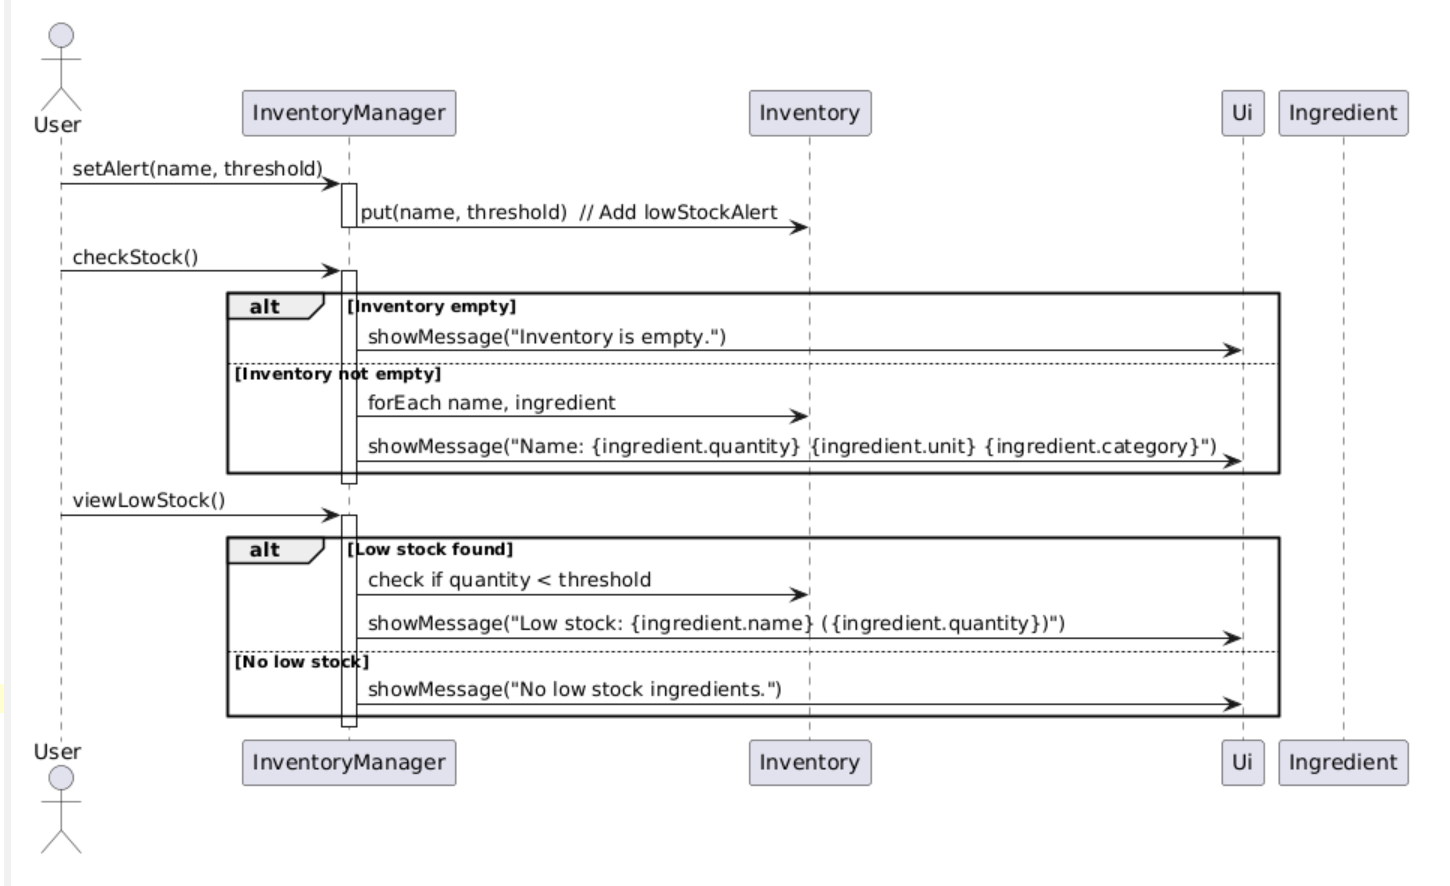 User
InventoryManager
Inventory
Ui
Ingredient
setAlert(name, threshold)
put(name, threshold)  // Add lowStockAlert
checkStock()
alt
[Inventory empty]
showMessage("Inventory is empty.")
[Inventory not empty]
forEach name, ingredient
showMessage("Name: {ingredient.quantity} {ingredient.unit} {ingredient.category}")
viewLowStock()
alt
[Low stock found]
check if quantity < threshold
showMessage("Low stock: {ingredient.name} ({ingredient.quantity})")
[No low stock]
showMessage("No low stock ingredients.")
User
InventoryManager
Inventory
Ui
Ingredient